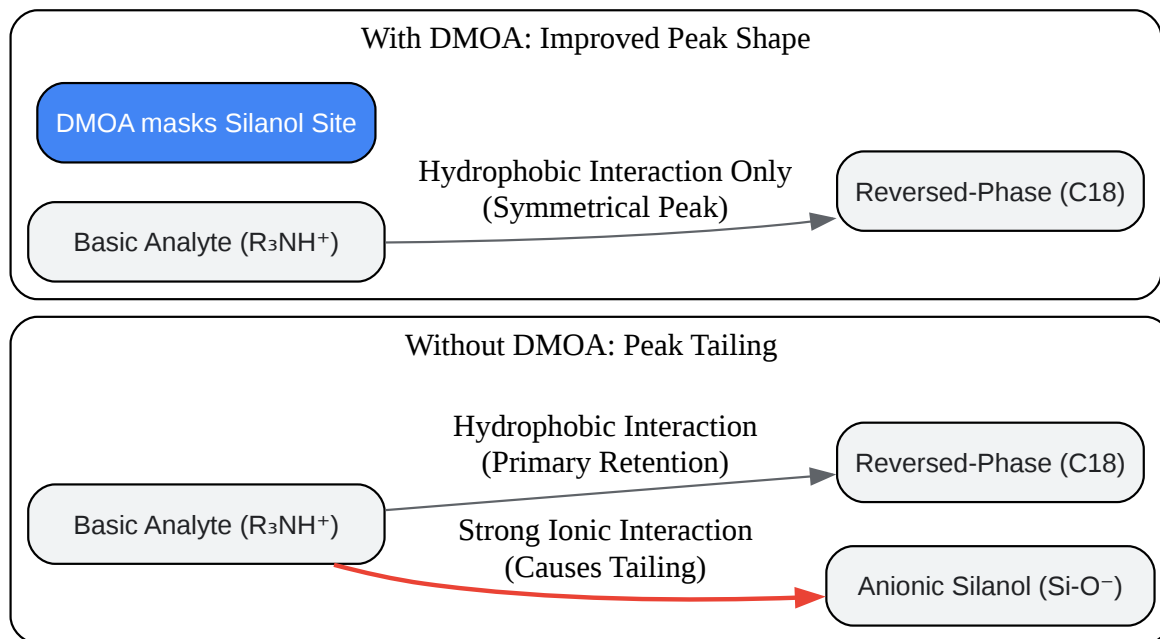 With DMOA: Improved Peak Shape
DMOA masks Silanol Site
Hydrophobic Interaction Only
(Symmetrical Peak)
Reversed-Phase (C18)
Basic Analyte (R₃NH⁺)
Without DMOA: Peak Tailing
Hydrophobic Interaction
(Primary Retention)
Reversed-Phase (C18)
Basic Analyte (R₃NH⁺)
Strong Ionic Interaction
(Causes Tailing)
Anionic Silanol (Si-O⁻)